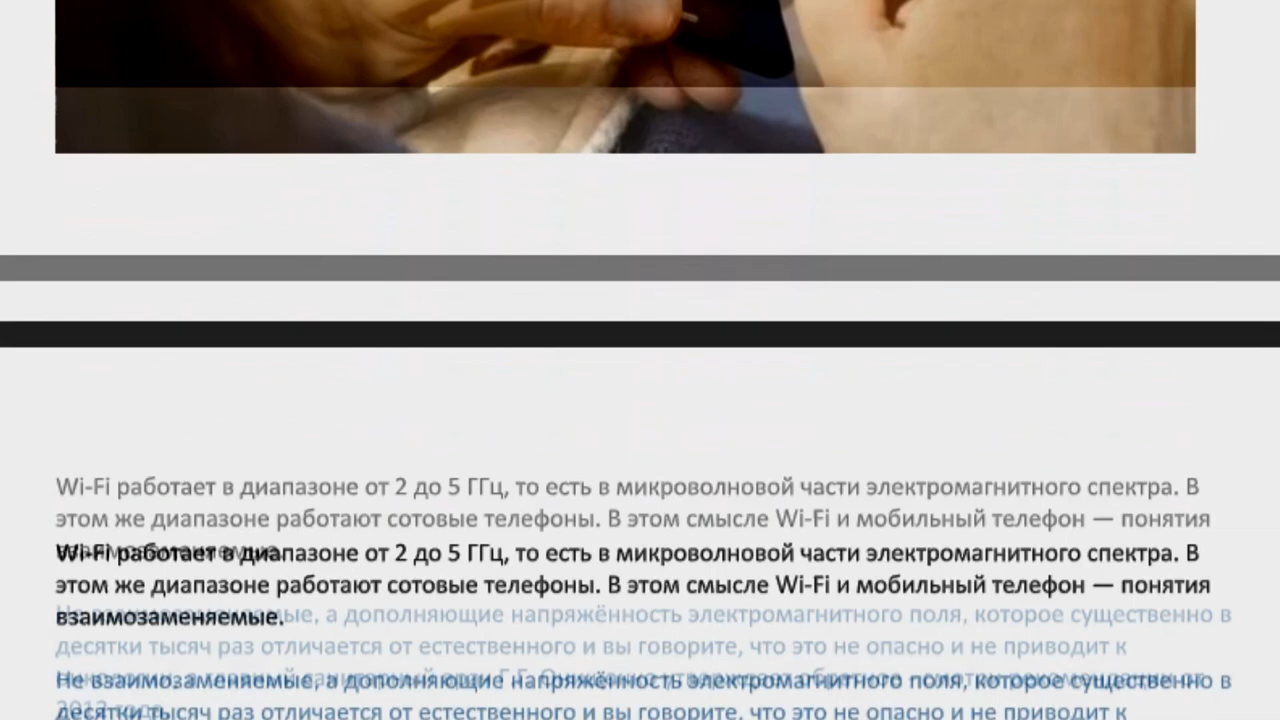 Wi-Fi работает в диапазоне от 2 до 5 ГГц, то есть в микроволновой части электромагнитного спектра. В
этом же диапазоне работают сотовые телефоны. В этом смысле Wi-Fi и мобильный телефон — понятия
Wi-Fi работает в диапазоне от 2 до 5 ГГц, то есть в микроволновой части электромагнитного спектра. В
этом же диапазоне работают сотовые телефоны. В этом смысле Wi-Fi и мобильный телефон — понятия
взаимозаменяемые.
а дополняющие напряжённость электромагнитного поля, которое существенно в
десятки тысяч раз отличается от естественного и вы говорите, что это не опасно и не приводит к
Не взаимозаменяемые, а дополняющие напряжённость электромагнитного поля, которое существенно в
десятки тысяч раз отличается от естественного и вы говорите, что это не опасно и не приводит к